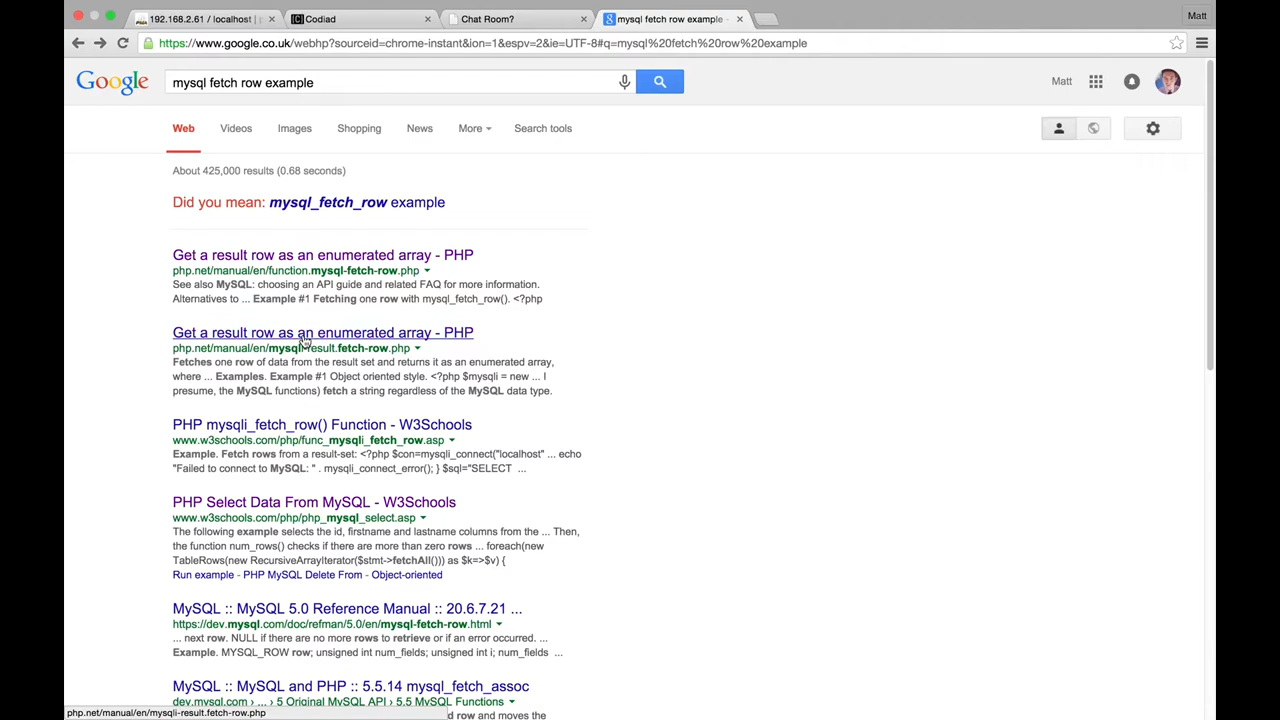 192.168.2.61 / localhost | p
Codiad
Chat Room?
mysql fetch row example -
Matt
https://www.google.co.uk/webhp?sourceid=chrome-instant&ion=1&espv=2&ie=UTF-8#q=mysql%20fetch%20row%20example
Google
mysql fetch row example
Matt
Web
Videos
Images
Shopping
News
More
Search tools
About 425,000 results (0.68 seconds)
Did you mean: mysql_fetch_row example
Get a result row as an enumerated array - PHP
php.net/manual/en/function.mysql-fetch-row.php
See also MySQL: choosing an API guide and related FAQ for more information.
Alternatives to ... Example #1 Fetching one row with mysql_fetch_row(). <?php
Get a result row as an enumerated array - PHP
php.net/manual/en/mysqli-result.fetch-row.php
Fetches one row of data from the result set and returns it as an enumerated array,
where ... Examples. Example #1 Object oriented style. <?php $mysqli = new ... I
presume, the MySQL functions) fetch a string regardless of the MySQL data type.
PHP mysqli_fetch_row() Function - W3Schools
www.w3schools.com/php/func_mysqli_fetch_row.asp
Example. Fetch rows from a result-set: <?php $con=mysqli_connect("localhost" ... echo
"Failed to connect to MySQL: " . mysqli_connect_error(); } $sql="SELECT ...
PHP Select Data From MySQL - W3Schools
www.w3schools.com/php/php_mysql_select.asp
The following example selects the id, firstname and lastname columns from the ... Then,
the function num_rows() checks if there are more than zero rows ... foreach(new
TableRows(new RecursiveArrayIterator($stmt->fetchAll())) as $k=>$v) {
Run example - PHP MySQL Delete From - Object-oriented
MySQL :: MySQL 5.0 Reference Manual :: 20.6.7.21 ...
https://dev.mysql.com/doc/refman/5.0/en/mysql-fetch-row.html
... next row. NULL if there are no more rows to retrieve or if an error occurred. ...
Example. MYSQL_ROW row; unsigned int num_fields; unsigned int i; num_fields ...
MySQL :: MySQL and PHP :: 5.5.14 mysql_fetch_assoc
dev.mysql.com › ... › 5 Original MySQL API › 5.5 MySQL Functions
row and moves the
php.net/manual/en/mysqli-result.fetch-row.php